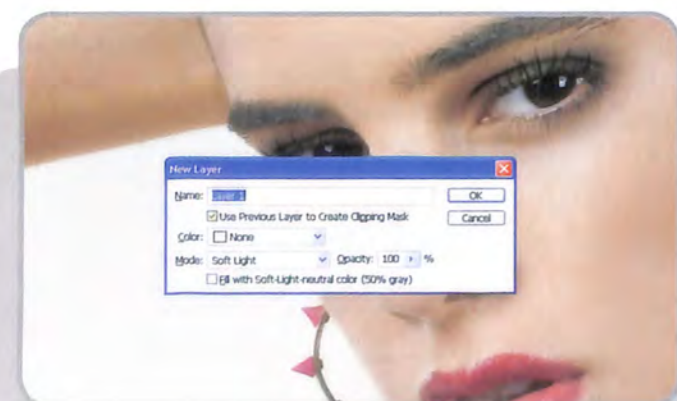 New Layer
Name: Layer 1 OK
Use Previous Layer to Create Clipping Mask Cancel
Color: None
Mode: Soft Light Opacity: 100 %
Fill with Soft-Light-neutral color (50% gray)